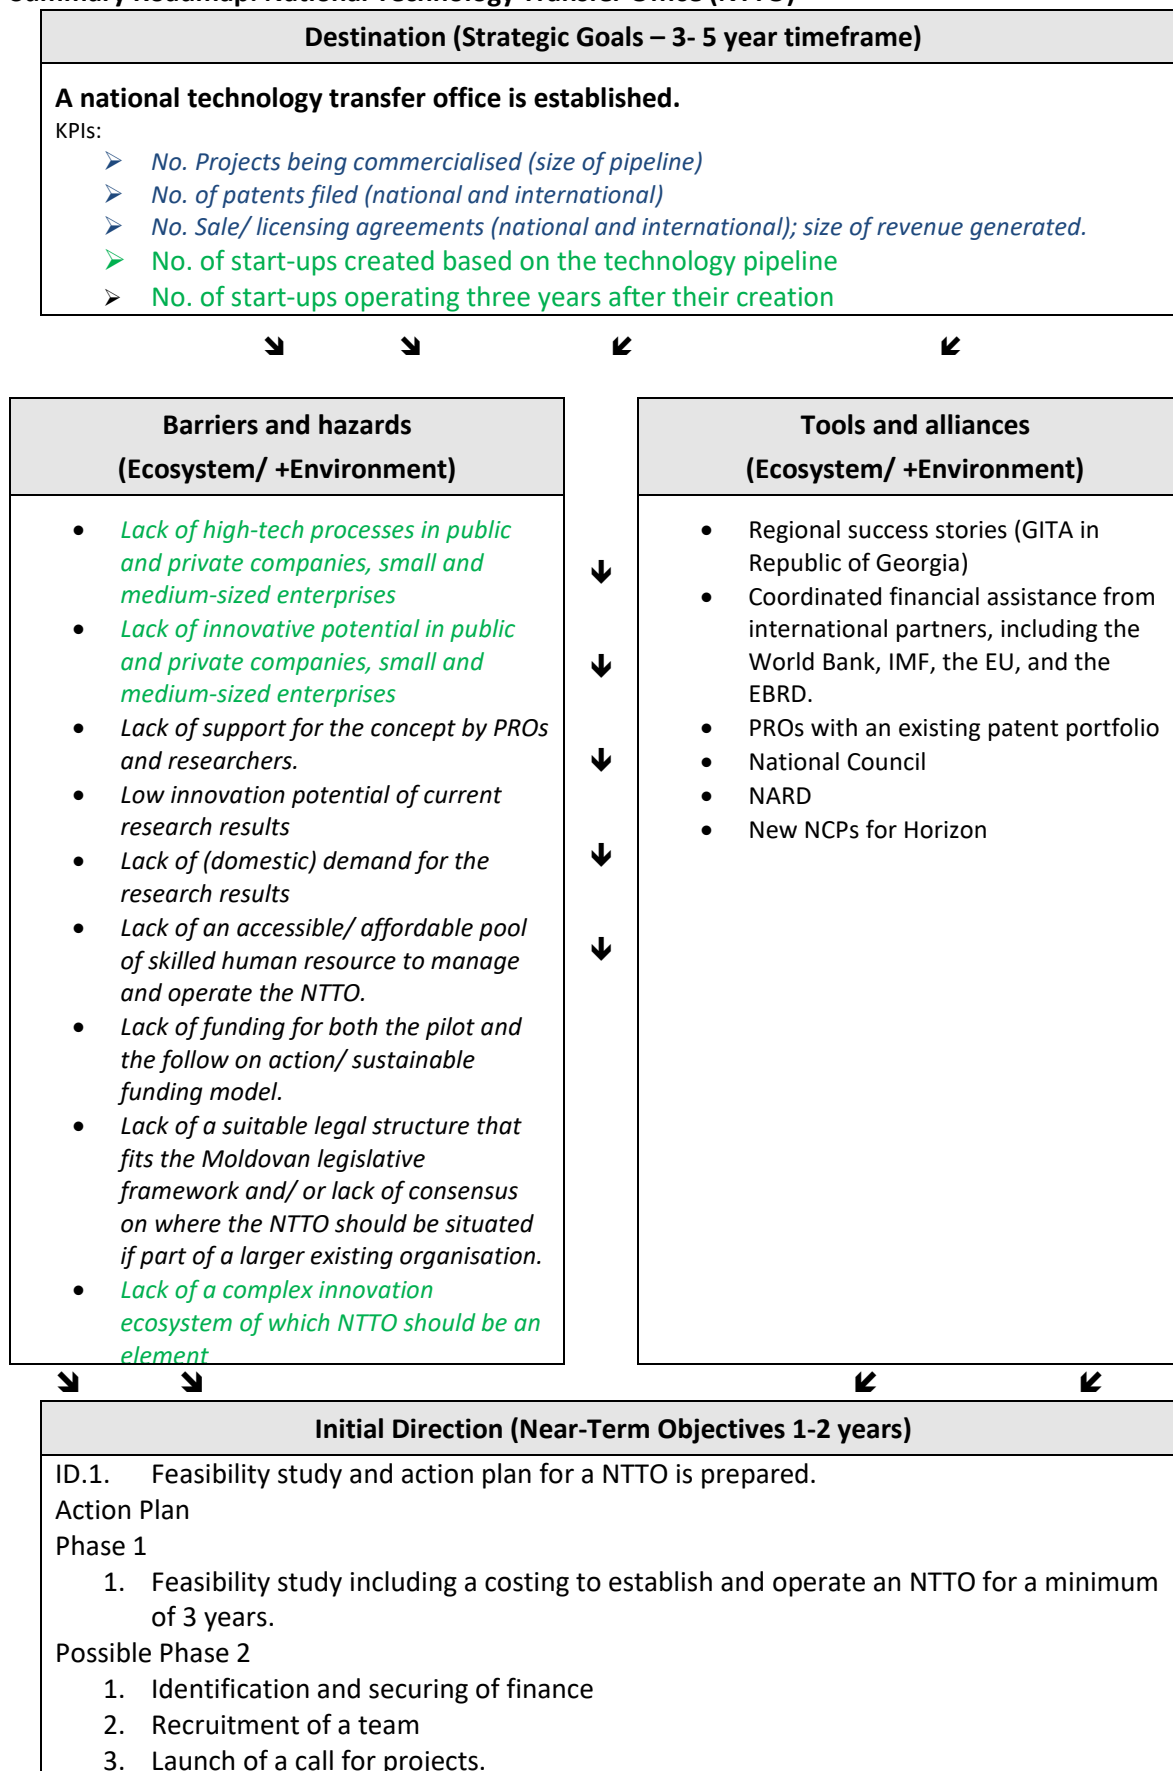 Summary Roadmap: National Technology Transfer Office (NTTO)
Destination (Strategic Goals – 3- 5 year timeframe)
A national technology transfer office is established.
KPIs:
➢ No. Projects being commercialised (size of pipeline)
➢ No. of patents filed (national and international)
➢ No. Sale/ licensing agreements (national and international); size of revenue generated.
➢ No. of start-ups created based on the technology pipeline
➢ No. of start-ups operating three years after their creation
Barriers and hazards
(Ecosystem/ +Environment)
• Lack of high-tech processes in public
and private companies, small and
medium-sized enterprises
• Lack of innovative potential in public
and private companies, small and
medium-sized enterprises
• Lack of support for the concept by PROs
and researchers.
• Low innovation potential of current
research results
• Lack of (domestic) demand for the
research results
• Lack of an accessible/ affordable pool
of skilled human resource to manage
and operate the NTTO.
• Lack of funding for both the pilot and
the follow on action/ sustainable
funding model.
• Lack of a suitable legal structure that
fits the Moldovan legislative
framework and/ or lack of consensus
on where the NTTO should be situated
if part of a larger existing organisation.
• Lack of a complex innovation
ecosystem of which NTTO should be an
element
Tools and alliances
(Ecosystem/ +Environment)
• Regional success stories (GITA in
Republic of Georgia)
• Coordinated financial assistance from
international partners, including the
World Bank, IMF, the EU, and the
EBRD.
• PROs with an existing patent portfolio
• National Council
• NARD
• New NCPs for Horizon
Initial Direction (Near-Term Objectives 1-2 years)
ID.1. Feasibility study and action plan for a NTTO is prepared.
Action Plan
Phase 1
1. Feasibility study including a costing to establish and operate an NTTO for a minimum
of 3 years.
Possible Phase 2
1. Identification and securing of finance
2. Recruitment of a team
3. Launch of a call for projects.